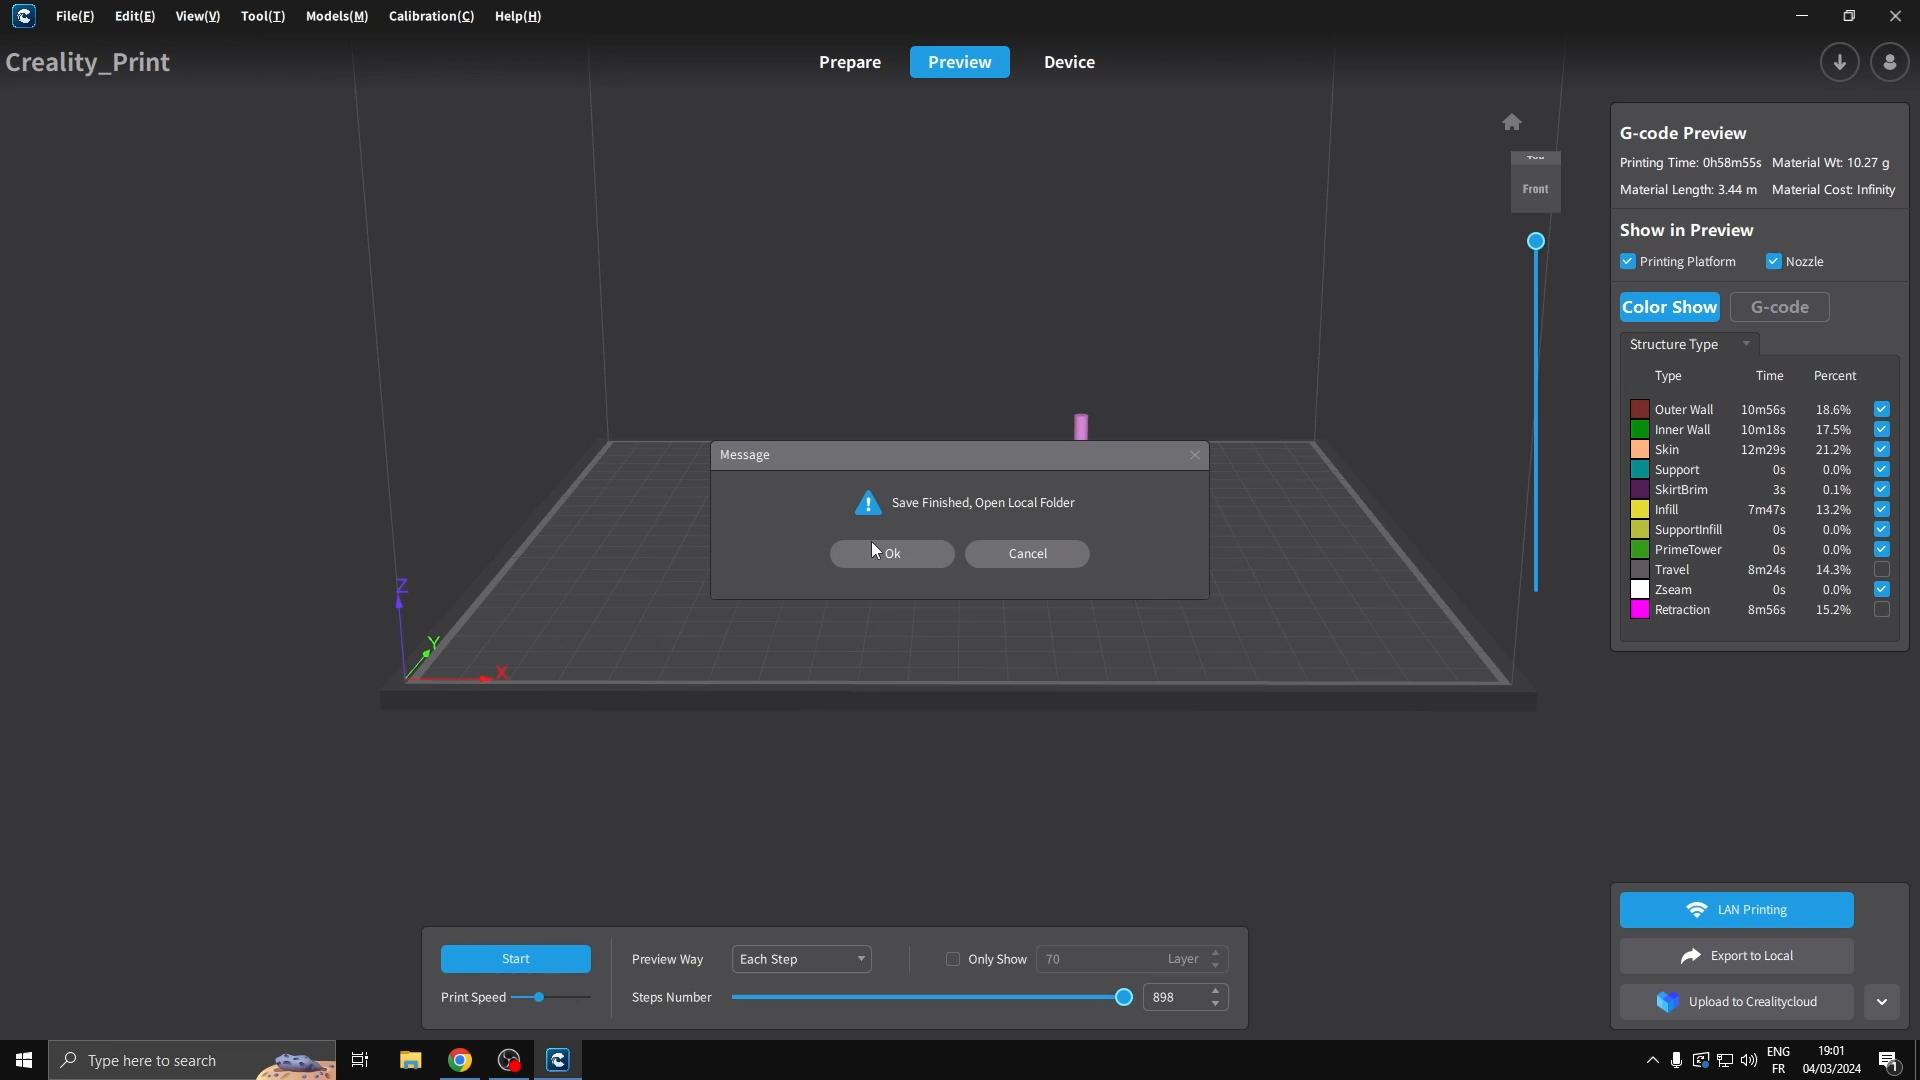 File(F) Edit(E) View(V) Tool(T) Models(M) Calibration(C) Help(H)
Creality_Print
Prepare Preview Device
Front
G-code Preview
Printing Time: 0h58m55s Material Wt: 10.27 g
Material Length: 3.44 m Material Cost: Infinity
Show in Preview
Printing Platform Nozzle
Color Show G-code
Structure Type
Type Time Percent
Outer Wall 10m56s 18.6%
Inner Wall 10m18s 17.5%
Skin 12m29s 21.2%
Support 0s 0.0%
SkirtBrim 3s 0.1%
Infill 7m47s 13.2%
SupportInfill 0s 0.0%
PrimeTower 0s 0.0%
Travel 8m24s 14.3%
Zseam 0s 0.0%
Retraction 8m56s 15.2%
Message
Save Finished, Open Local Folder
Ok Cancel
Z
Y
X
LAN Printing
Export to Local
Upload to Crealitycloud
Start Preview Way Each Step Only Show 70 Layer
Print Speed Steps Number 898
Type here to search
ENG 19:01
FR 04/03/2024
1